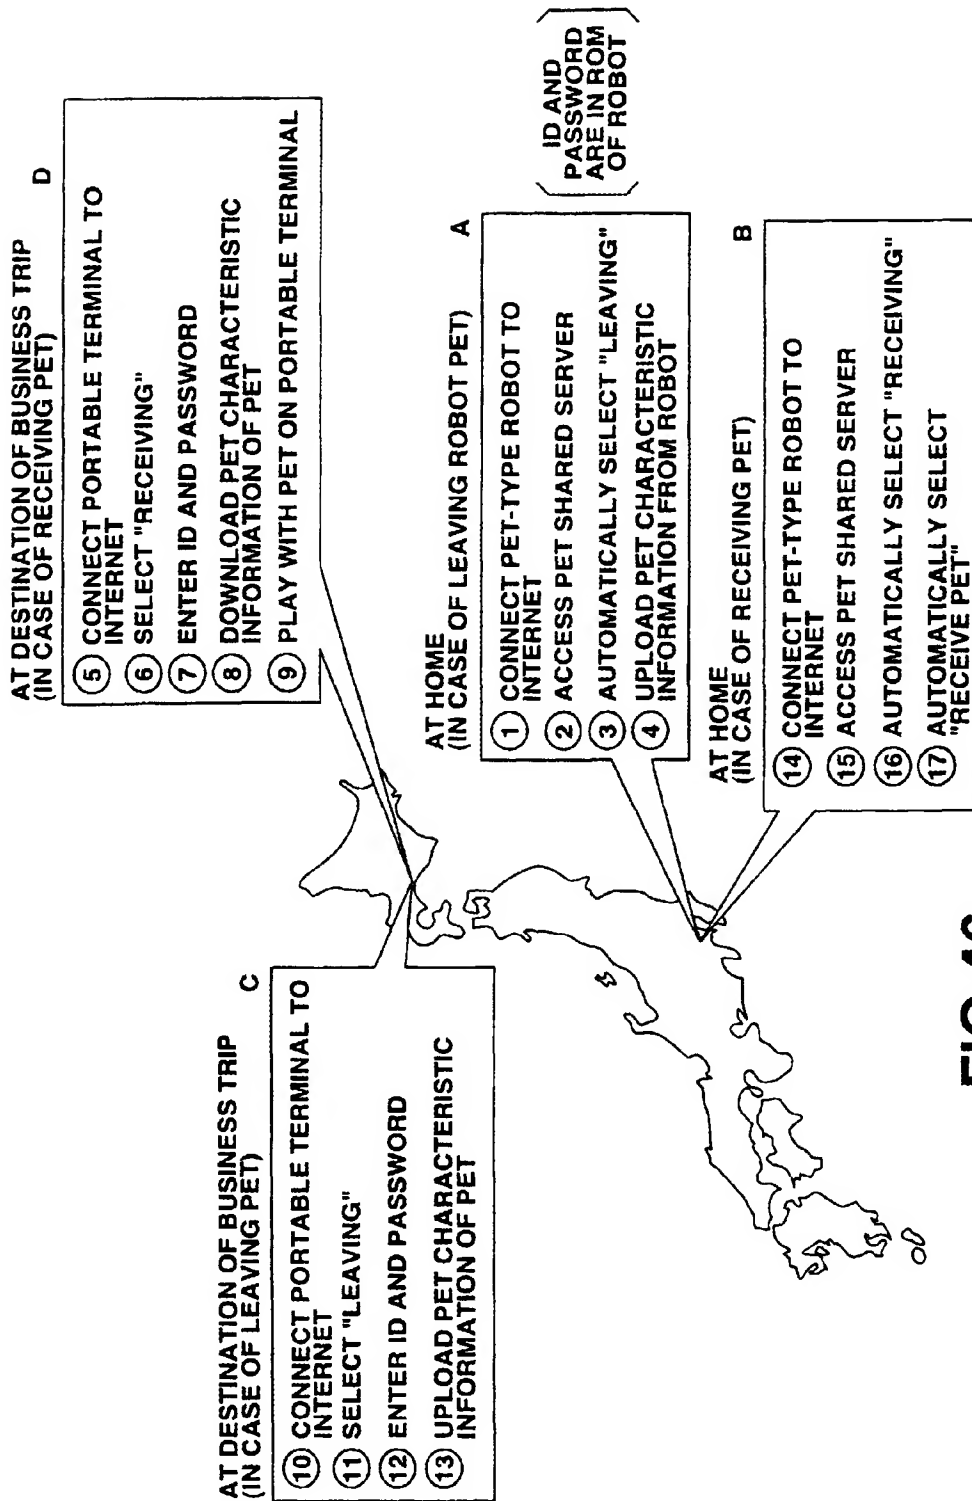 AT DESTINATION OF BUSINESS TRIP
(IN CASE OF RECEIVING PET)
D
5 CONNECT PORTABLE TERMINAL TO
INTERNET
6 SELECT "RECEIVING"
7 ENTER ID AND PASSWORD
8 DOWNLOAD PET CHARACTERISTIC
INFORMATION OF PET
9 PLAY WITH PET ON PORTABLE TERMINAL
AT HOME
(IN CASE OF LEAVING ROBOT PET)
A
1 CONNECT PET-TYPE ROBOT TO
INTERNET
2 ACCESS PET SHARED SERVER
3 AUTOMATICALLY SELECT "LEAVING"
4 UPLOAD PET CHARACTERISTIC
INFORMATION FROM ROBOT
ID AND
PASSWORD
ARE IN ROM
OF ROBOT
AT HOME
(IN CASE OF RECEIVING PET)
B
14 CONNECT PET-TYPE ROBOT TO
INTERNET
15 ACCESS PET SHARED SERVER
16 AUTOMATICALLY SELECT "RECEIVING"
17 AUTOMATICALLY SELECT
"RECEIVE PET"
AT DESTINATION OF BUSINESS TRIP
(IN CASE OF LEAVING PET)
C
10 CONNECT PORTABLE TERMINAL TO
INTERNET
11 SELECT "LEAVING"
12 ENTER ID AND PASSWORD
13 UPLOAD PET CHARACTERISTIC
INFORMATION OF PET